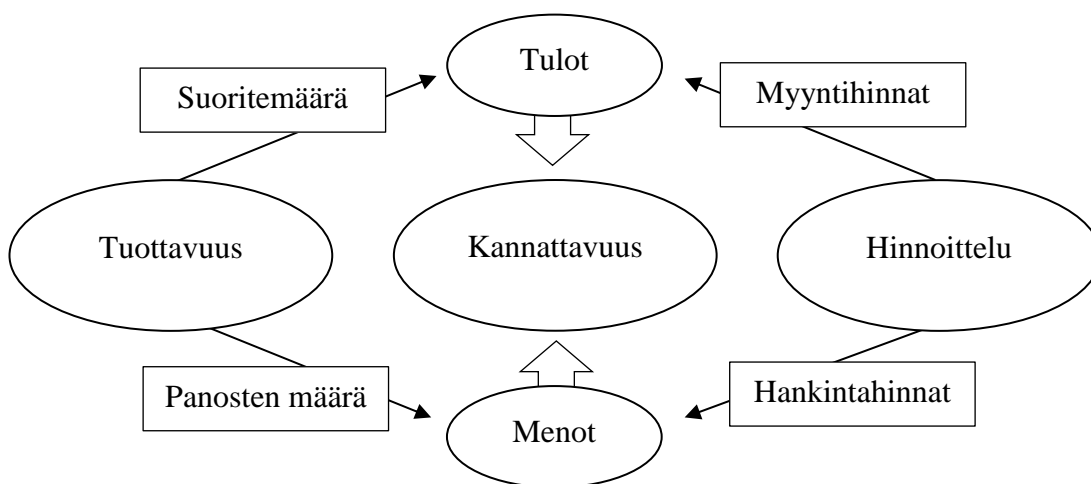 Tulot
Suoritemäärä
Myyntihinnat
Tuottavuus
Kannattavuus
Hinnoittelu
Panosten määrä
Hankintahinnat
Menot